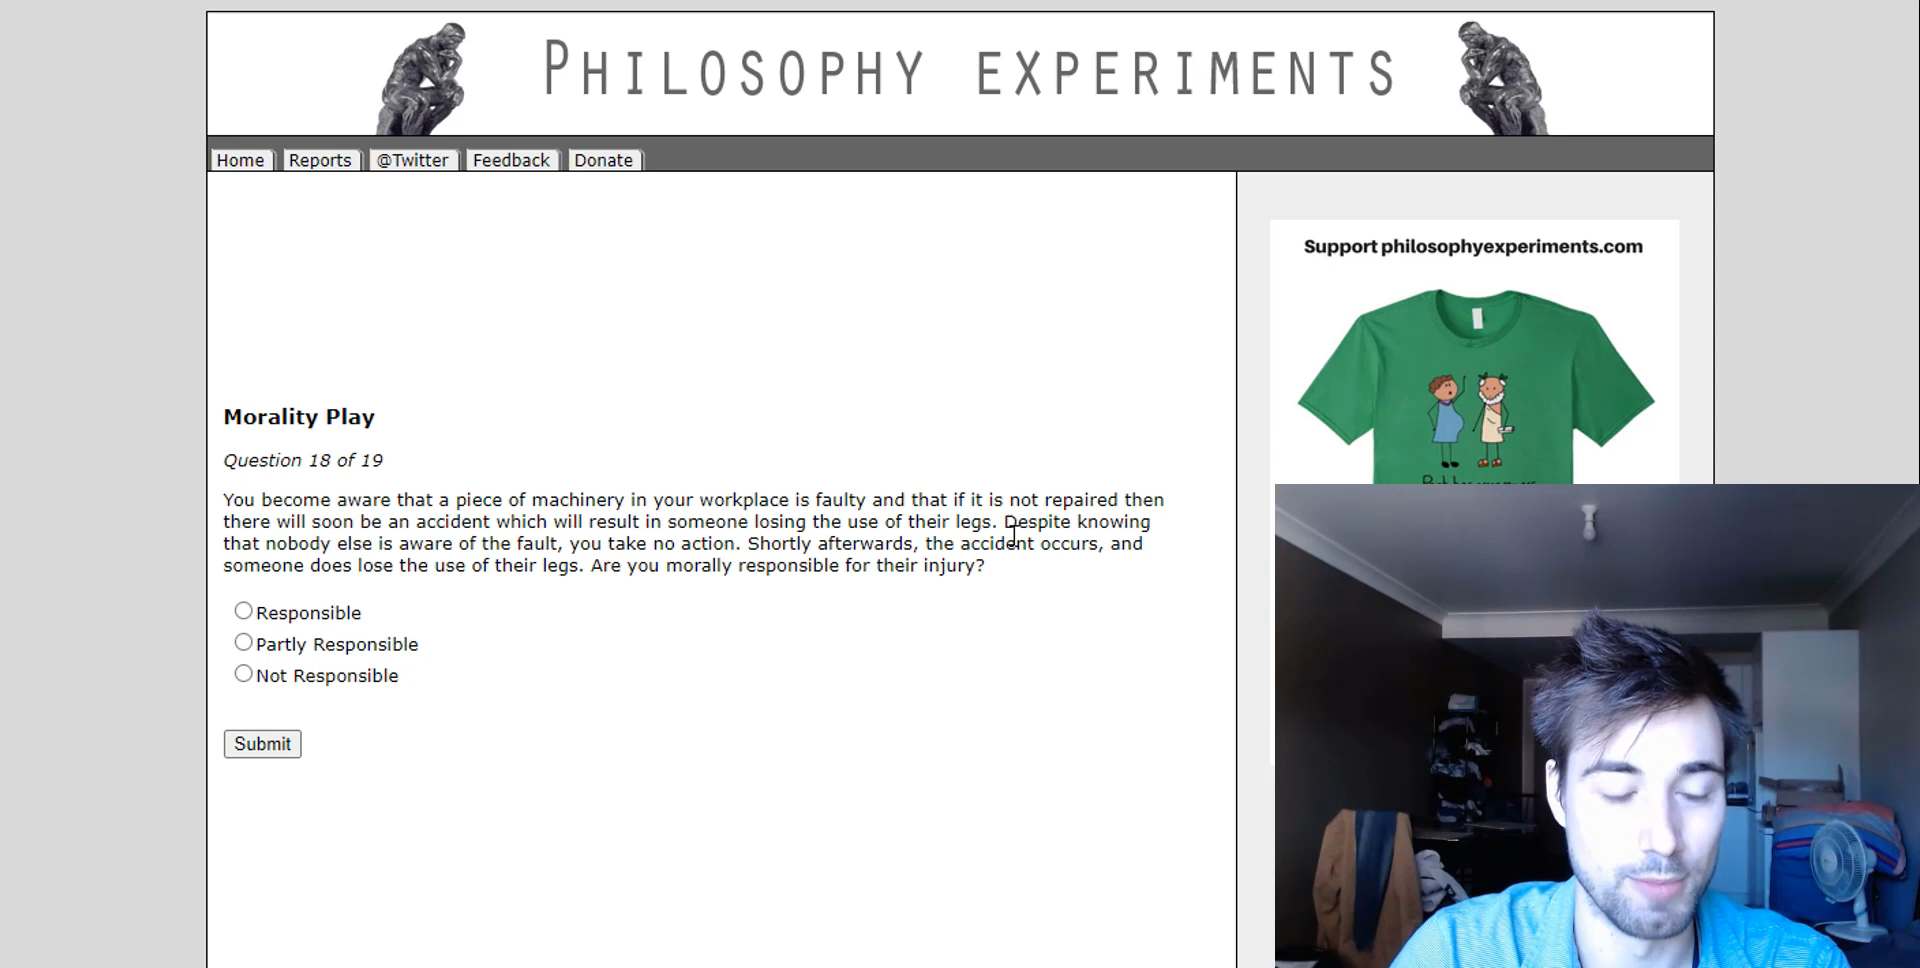 PHILOSOPHY EXPERIMENTS
Home Reports @Twitter Feedback Donate
Support philosophyexperiments.com
Morality Play
Question 18 of 19
You become aware that a piece of machinery in your workplace is faulty and that if it is not repaired then
there will soon be an accident which will result in someone losing the use of their legs. Despite knowing
that nobody else is aware of the fault, you take no action. Shortly afterwards, the accident occurs, and
someone does lose the use of their legs. Are you morally responsible for their injury?
Responsible
Partly Responsible
Not Responsible
Submit